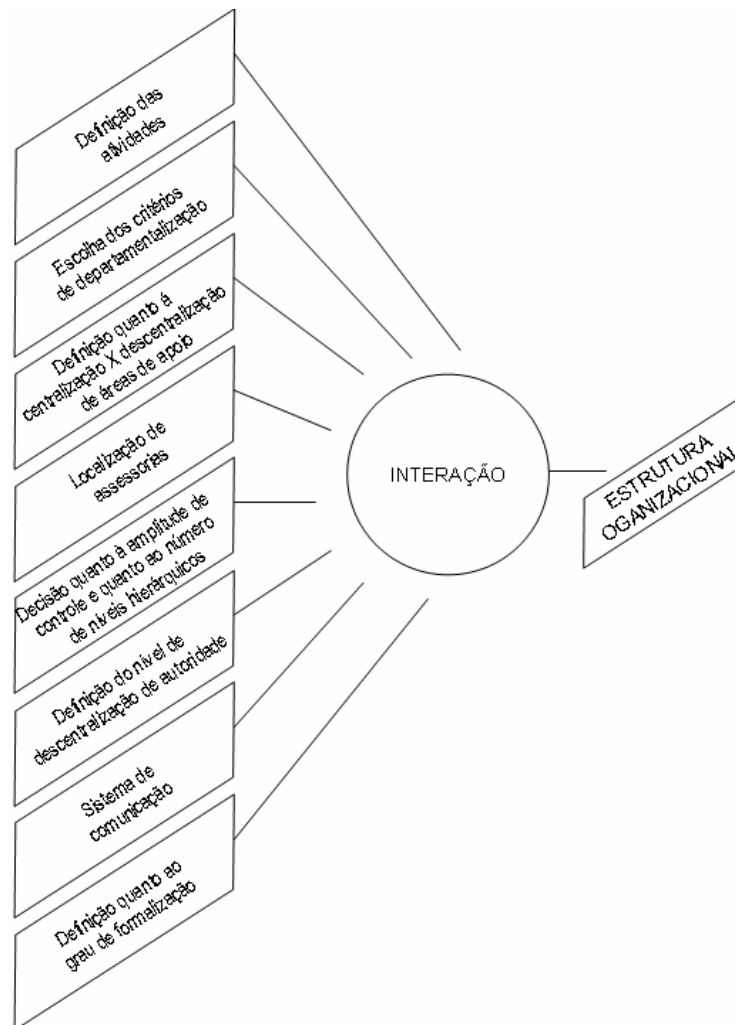 Definição das
atividades
Escolha dos critérios
de departamentalização
Definição quanto à
centralização X descentralização
de áreas de apoio
Localização de
assessorias
Decisão quanto à amplitude de
controle e quanto ao número
de níveis hierárquicos
Definição do nível de
descentralização de autoridade
Sistema de
comunicação
Definição quanto ao
grau de formalização
INTERAÇÃO
ESTRUTURA
OGANIZACIONAL